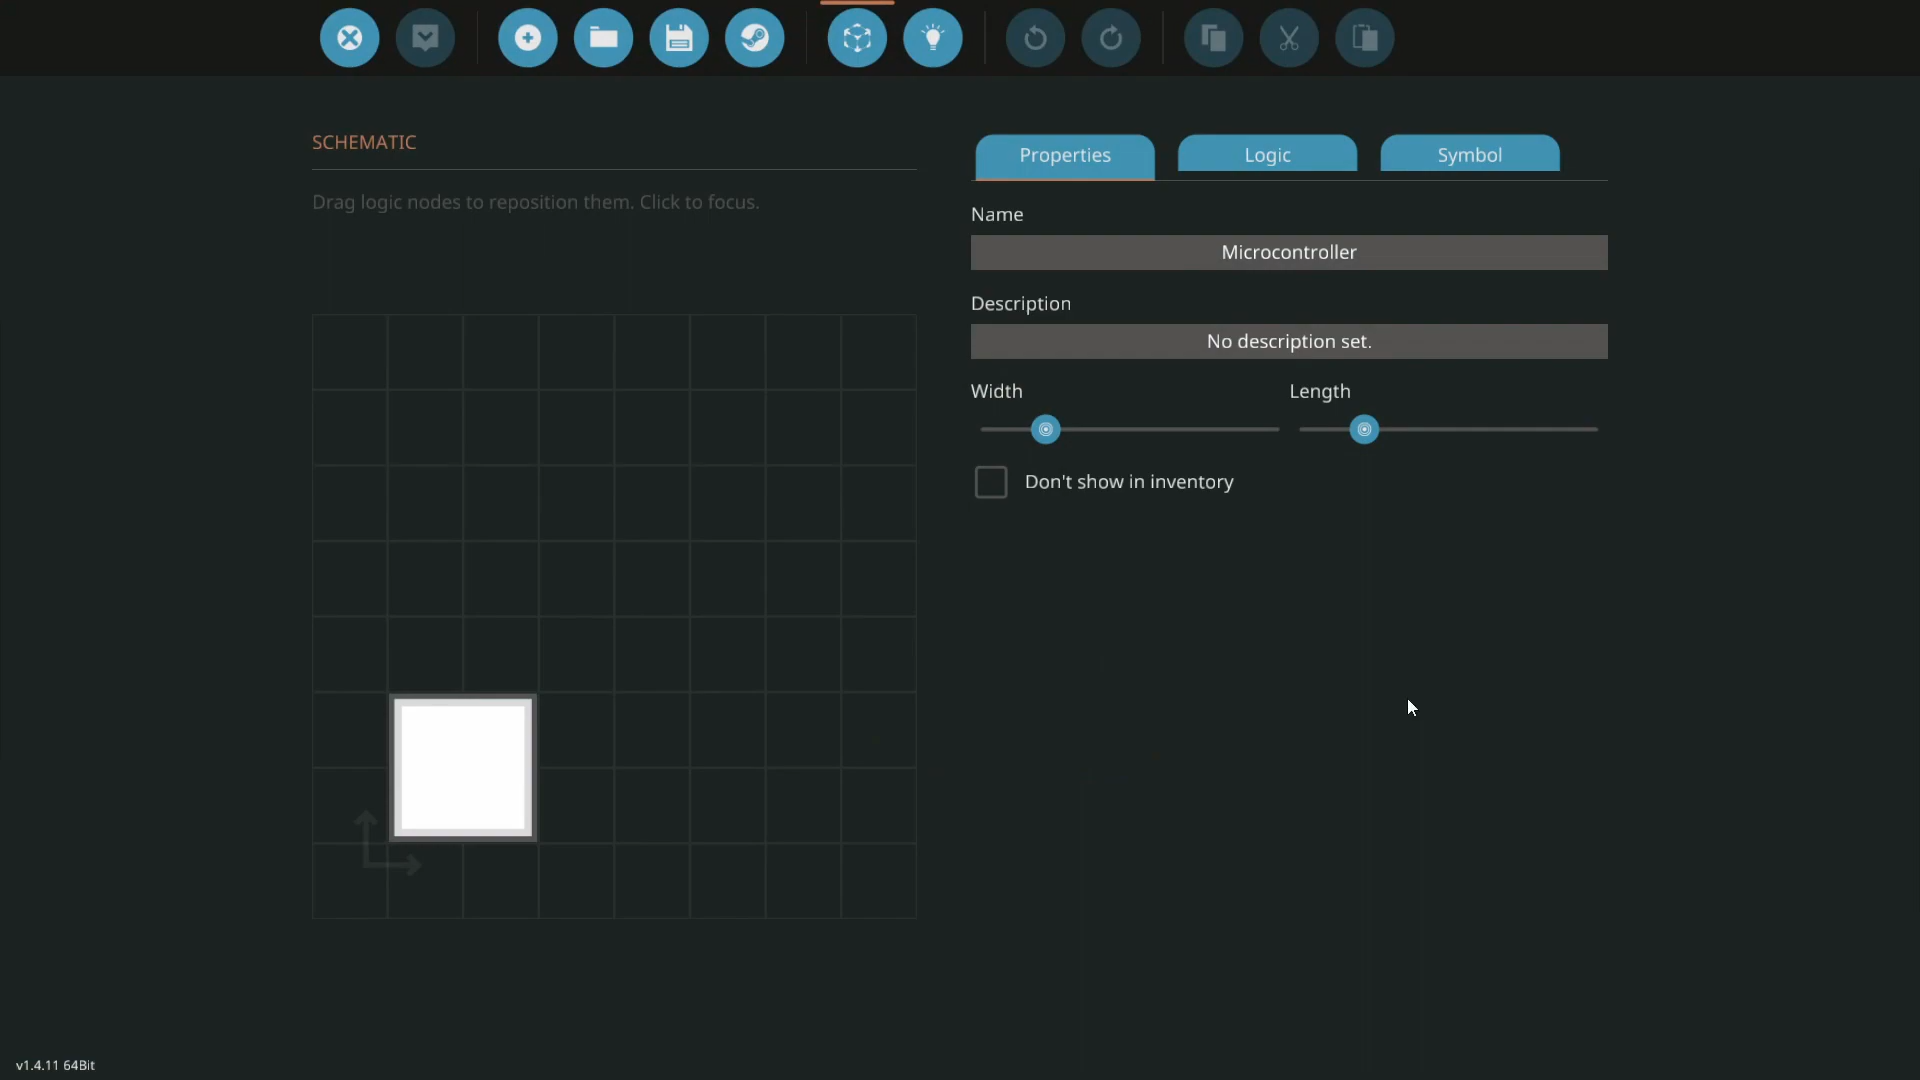 SCHEMATIC
Drag logic nodes to reposition them. Click to focus.
Properties
Logic
Symbol
Name
Microcontroller
Description
No description set.
Width
Length
Don't show in inventory
v1.4.11 64Bit